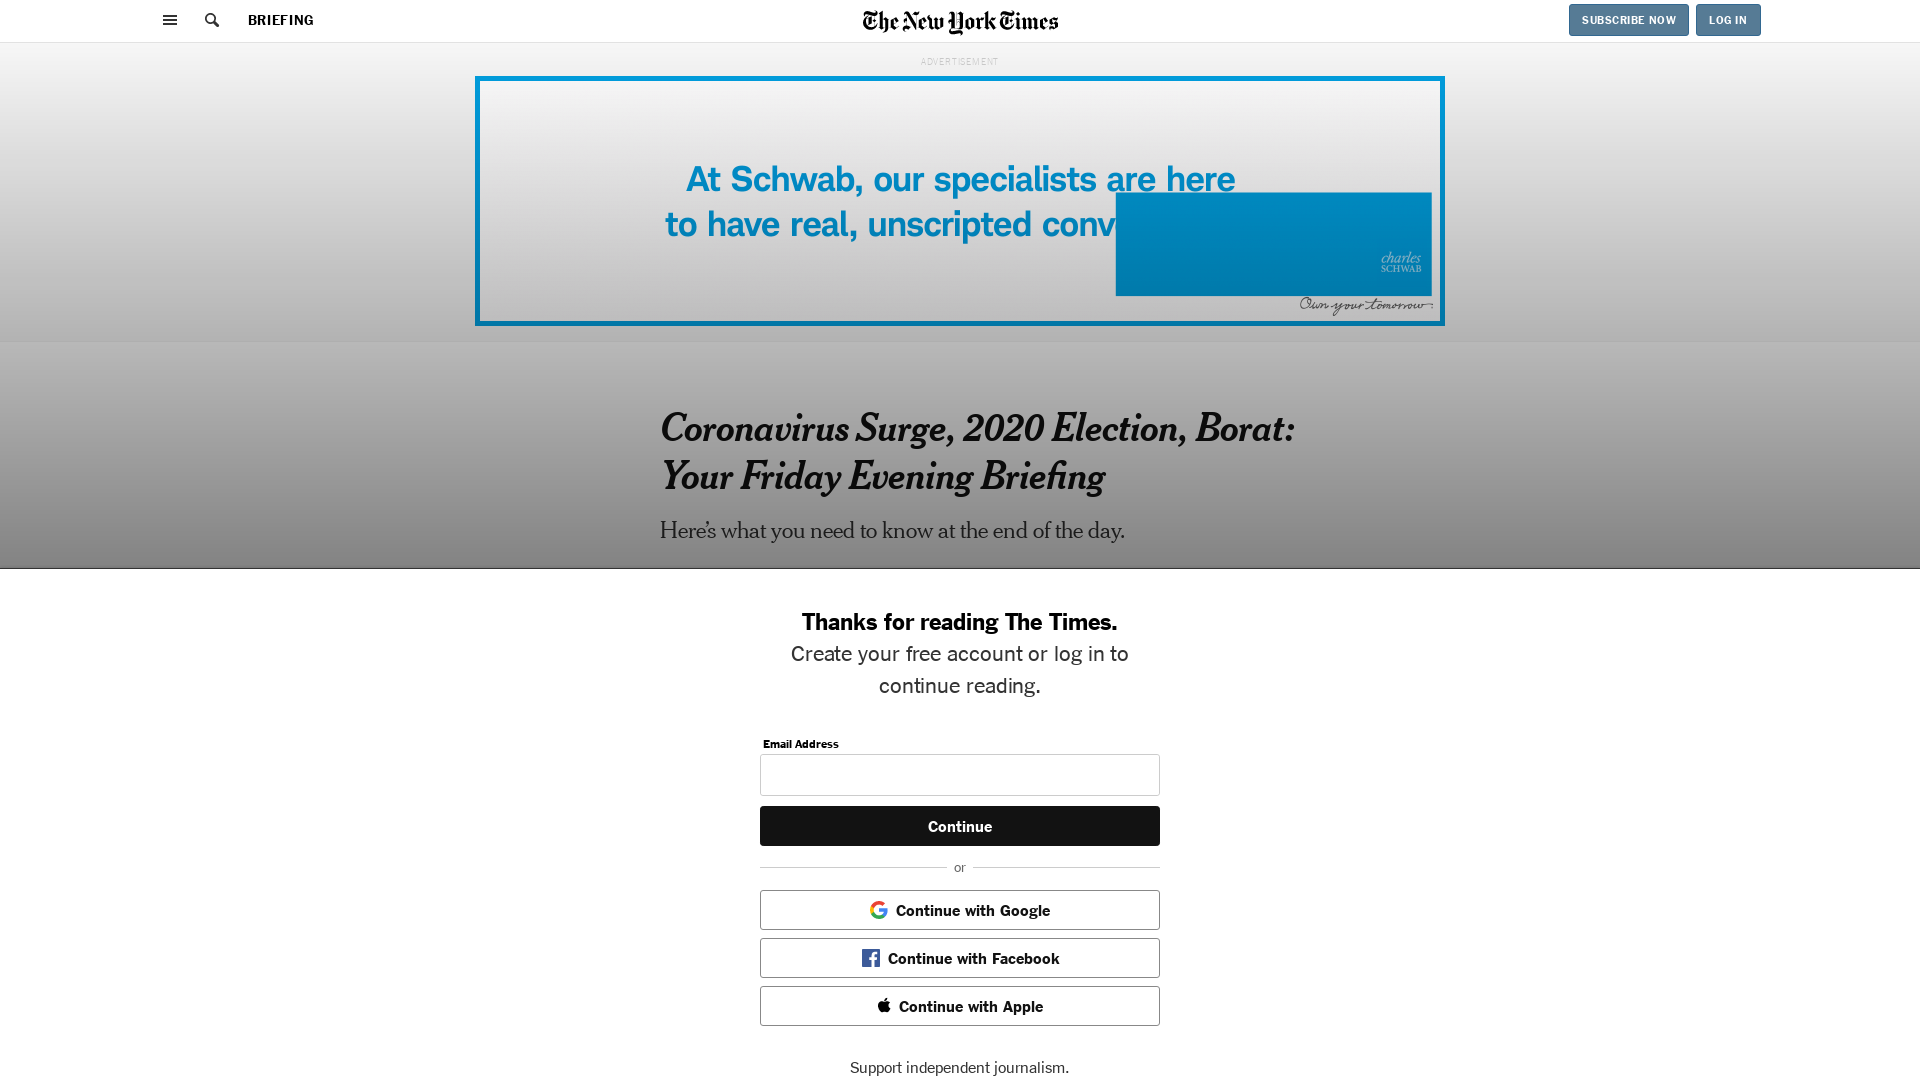 BRIEFING
The New York Times
SUBSCRIBE NOW
LOG IN
ADVERTISEMENT
At Schwab, our specialists are here
to have real, unscripted conv
charles
SCHWAB
Own your tomorrow.
Coronavirus Surge, 2020 Election, Borat:
Your Friday Evening Briefing
Here’s what you need to know at the end of the day.
Thanks for reading The Times.
Create your free account or log in to
continue reading.
Email Address
Continue
or
Continue with Google
Continue with Facebook
Continue with Apple
Support independent journalism.